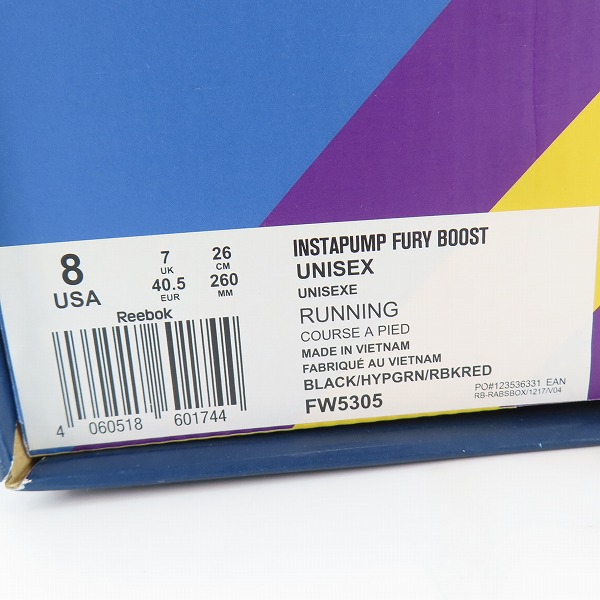 8
USA
7
UK
40.5
EUR
26
CM
260
MM
Reebok
4 060518 601744
INSTAPUMP FURY BOOST
UNISEX
UNISEXE
RUNNING
COURSE A PIED
MADE IN VIETNAM
FABRIQUÉ AU VIETNAM
BLACK/HYPGRN/RBKRED
FW5305
PO#123536331 EAN
RB-RABSBOX/1217/V04